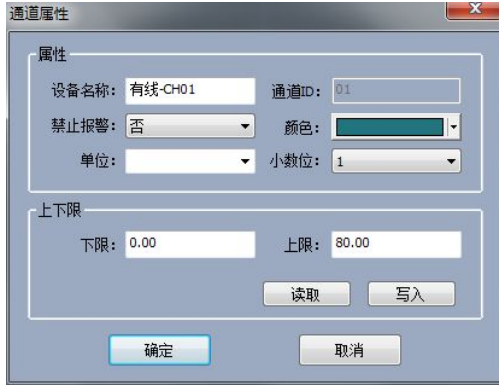 通道属性
属性
设备名称： 有线-CH01 通道ID： 01
禁止报警： 否 颜色：
单位： 小数位： 1
上下限
下限： 0.00 上限： 80.00
读取 写入
确定 取消